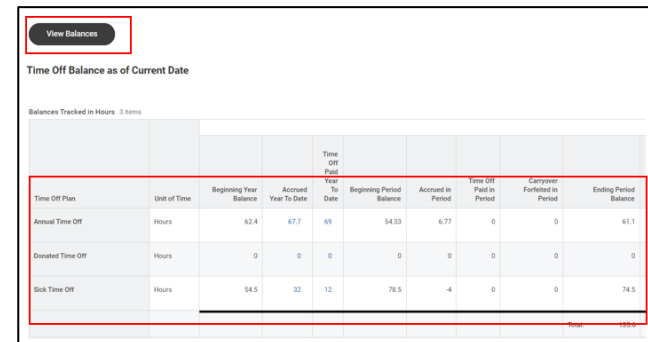 View Balances
Time Off Balance as of Current Date
Balances Tracked in Hours 3 items
Time Off Plan Unit of Time Beginning Year Balance Accrued Year To Date Time Off Paid Year To Date Beginning Period Balance Accrued in Period Time Off Paid in Period Carryover Forfeited in Period Ending Period Balance
Annual Time Off Hours 62.4 67.7 69 54.33 6.77 0 0 61.1
Donated Time Off Hours 0 0 0 0 0 0 0 0
Sick Time Off Hours 54.5 32 12 78.5 -4 0 0 74.5
Total: 135.6